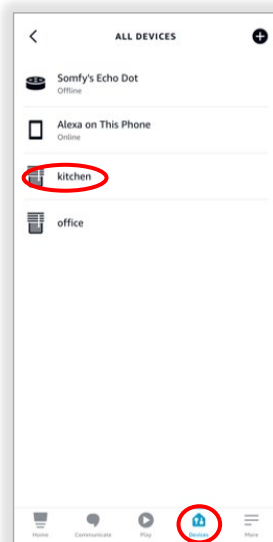 ALL DEVICES
Somfy's Echo Dot
Offline
Alexa on This Phone
Online
kitchen
office
Home Communicate Play Devices More